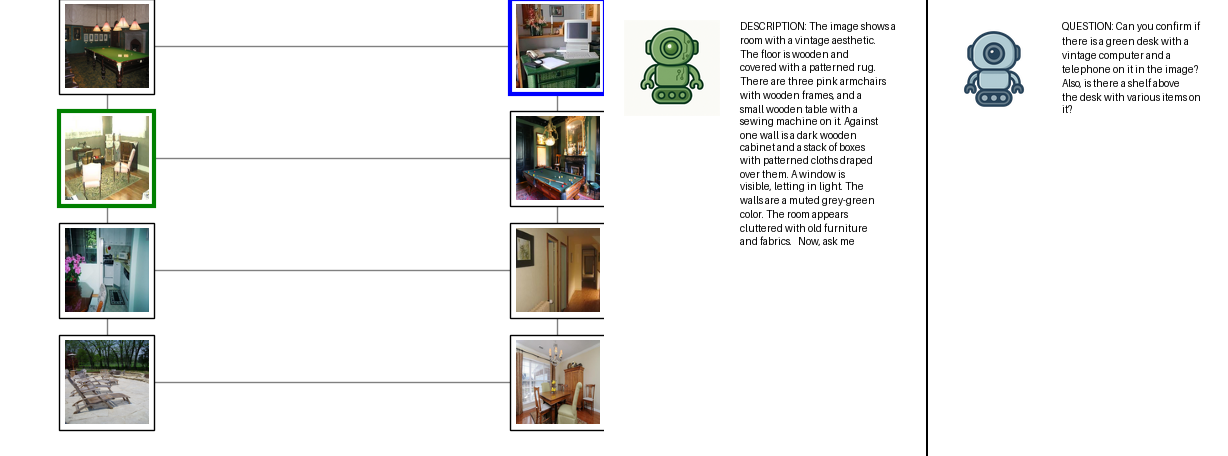 DESCRIPTION: The image shows a
room with a vintage aesthetic.
The floor is wooden and
covered with a patterned rug.
There are three pink armchairs
with wooden frames, and a
small wooden table with a
sewing machine on it. Against
one wall is a dark wooden
cabinet and a stack of boxes
with patterned cloths draped
over them. A window is
visible, letting in light. The
walls are a muted grey-green
color. The room appears
cluttered with old furniture
and fabrics.   Now, ask me
QUESTION: Can you confirm if
there is a green desk with a
vintage computer and a
telephone on it in the image?
Also, is there a shelf above
the desk with various items on
it?